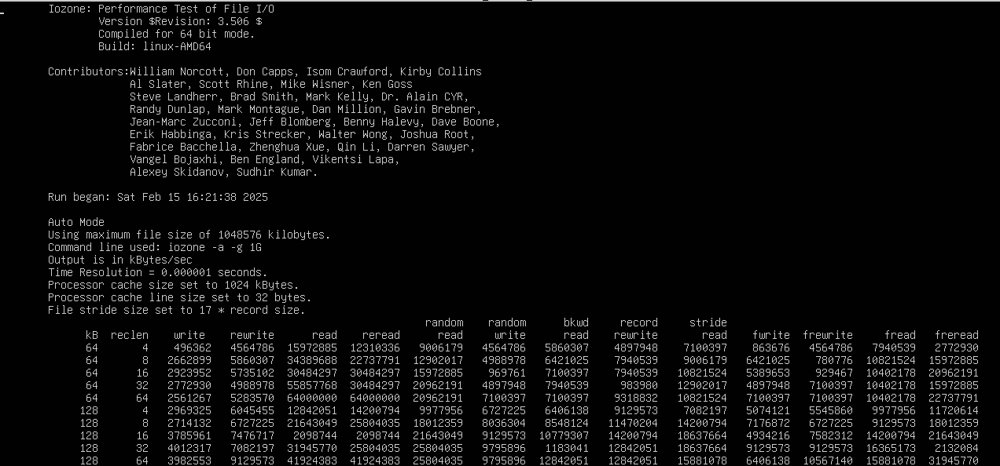 Iozone: Performance Test of File I/O
Version $Revision: 3.506 $
Compiled for 64 bit mode.
Build: linux-AMD64
Contributors:William Norcott, Don Capps, Isom Crawford, Kirby Collins
Al Slater, Scott Rhine, Mike Wisner, Ken Goss
Steve Landherr, Brad Smith, Mark Kelly, Dr. Alain CYR,
Randy Dunlap, Mark Montague, Dan Million, Gavin Brebner,
Jean-Marc Zucconi, Jeff Blomberg, Benny Halevy, Dave Boone,
Erik Habbinga, Kris Strecker, Walter Wong, Joshua Root,
Fabrice Bacchella, Zhenghua Xue, Qin Li, Darren Sawyer,
Vangel Bojaxhi, Ben England, Vikentsi Lapa,
Alexey Skidanov, Sudhir Kumar.
Run began: Sat Feb 15 16:21:38 2025
Auto Mode
Using maximum file size of 1048576 kilobytes.
Command line used: iozone -a -g 1G
Output is in kBytes/sec
Time Resolution = 0.000001 seconds.
Processor cache size set to 1024 kBytes.
Processor cache line size set to 32 bytes.
File stride size set to 17 * record size.
random random bkwd record stride
kB reclen write rewrite read reread read write read rewrite read fwrite frewrite fread freread
64 4 496362 4564786 15972885 12310336 9006179 4564786 5860307 4897948 7100397 863676 4564786 7940539 2772930
64 8 2662899 5860307 34389688 22737791 12902017 4988978 6421025 7940539 9006179 6421025 780776 10821524 15972885
64 16 2923952 5735102 30484297 30484297 15972885 969761 7100397 7940539 10821524 5389653 929467 10402178 20962191
64 32 2772930 4988978 55857768 30484297 20962191 4897948 7940539 983980 12902017 4897948 7100397 10402178 15972885
64 64 2561267 5283570 64000000 64000000 20962191 7100397 7100397 9318832 10821524 7100397 7100397 10402178 22737791
128 4 2969325 6045455 12842051 14200794 9977956 6727225 6406138 9129573 7082197 5074121 5545860 9977956 11720614
128 8 2714132 6727225 21643049 25804035 18012359 8036304 8548124 11470204 14200794 7176872 6727225 9129573 18012359
128 16 3785961 7476717 2098744 2098744 21643049 9129573 10779307 14200794 18637664 4934216 7582312 14200794 21643049
128 32 4012317 7082197 31945770 25804035 25804035 9795896 1183041 12842051 18637664 9129573 9129573 16365173 2132084
128 64 3982553 9129573 41924383 41924383 25804035 9795896 12842051 12842051 15881078 6406138 10567140 15881078 31945770